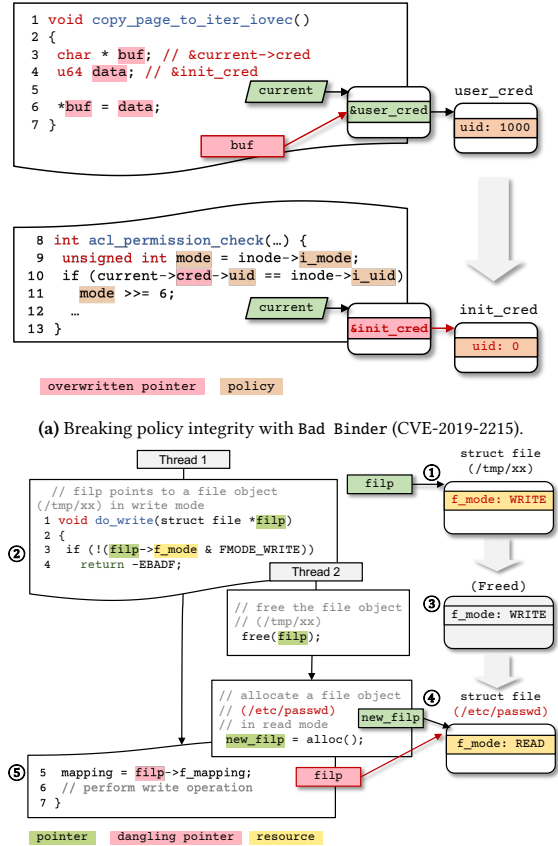 1 void copy_page_to_iter_iovec()
2 {
3 char * buf; // &current->cred
4 u64 data; // &init_cred
5
6 *buf = data;
7 }
current
buf
&user_cred
user_cred
uid: 1000
8 int acl_permission_check(…) {
9 unsigned int mode = inode->i_mode;
10 if (current->cred->uid == inode->i_uid)
11 mode >>= 6;
12 …
13 }
current
&init_cred
init_cred
uid: 0
overwritten pointer
policy
(a) Breaking policy integrity with Bad Binder (CVE-2019-2215).
Thread 1
// filp points to a file object
(/tmp/xx) in write mode
1 void do_write(struct file *filp)
2 {
② 3 if (!(filp->f_mode & FMODE_WRITE))
4 return -EBADF;
filp
①
struct file
(/tmp/xx)
f_mode: WRITE
Thread 2
// free the file object
// (/tmp/xx)
free(filp);
③
(Freed)
f_mode: WRITE
// allocate a file object
// (/etc/passwd)
// in read mode
new_filp = alloc();
new_filp
④
struct file
(/etc/passwd)
f_mode: READ
⑤
5 mapping = filp->f_mapping;
6 // perform write operation
7 }
filp
pointer
dangling pointer
resource